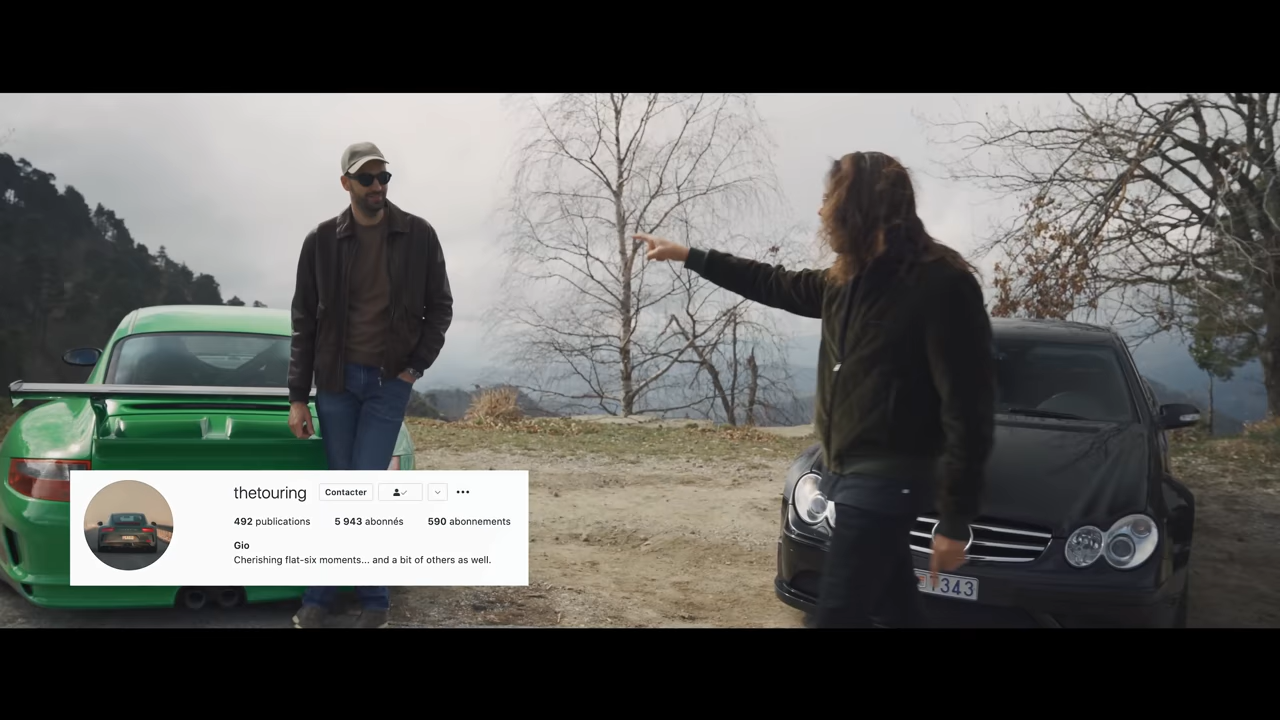 thetouring Contacter
492 publications 5 943 abonnés 590 abonnements
Gio
Cherishing flat-six moments... and a bit of others as well.
1343